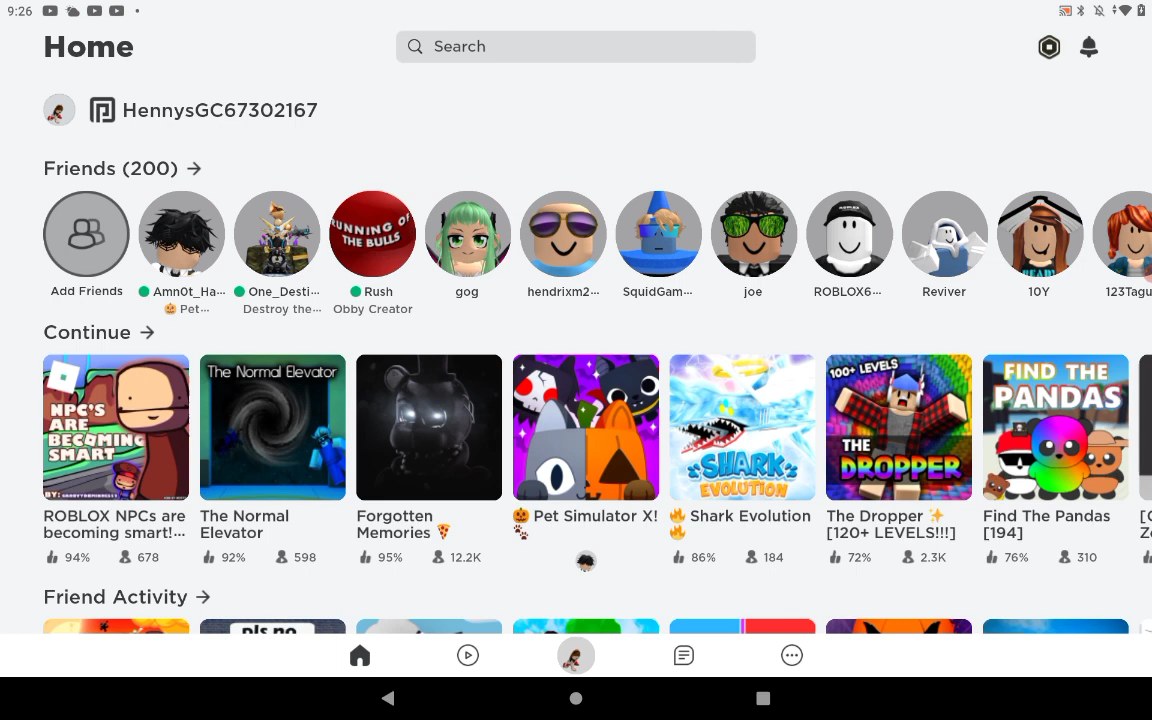 9:26
Home
Search
HennysGC67302167
Friends (200) →
RUNNING OF
THE BULLS
Add Friends
Amn0t_Ha...
One_Desti...
Rush
gog
hendrixm2...
SquidGam...
joe
ROBLOX6...
Reviver
10Y
123Tagu
🎃 Pet...
Destroy the...
Obby Creator
Continue →
NPC'S
ARE
BECOMING
SMART
The Normal Elevator
SHARK
EVOLUTION
100+ LEVELS
THE
DROPPER
FIND THE
PANDAS
ROBLOX NPCs are
becoming smart!...
The Normal
Elevator
Forgotten
Memories 🍕
🎃 Pet Simulator X!
🐾
🔥 Shark Evolution
🔥
The Dropper ✨
[120+ LEVELS!!!]
Find The Pandas
[194]
94% 678
92% 598
95% 12.2K
86% 184
72% 2.3K
76% 310
Friend Activity →
pls no